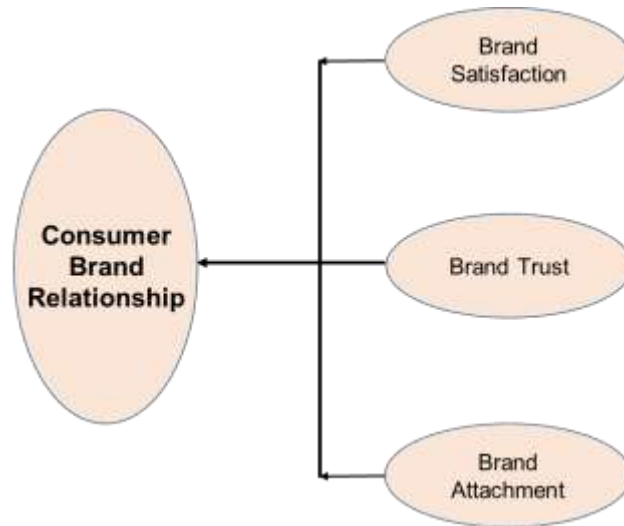 Brand
Satisfaction
Consumer
Brand
Relationship
Brand Trust
Brand
Attachment